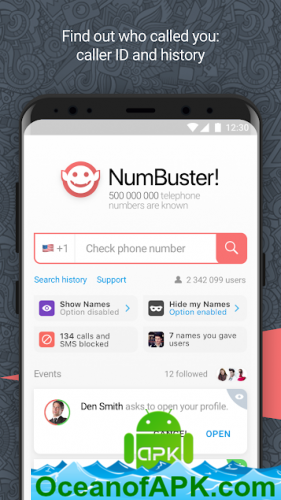 Find out who called you:
caller ID and history
12:30
NumBuster!
500 000 000 telephone
numbers are known
+1 Check phone number
Search history Support 2 342 099 users
Show Names
Option disabled
Hide my Names
Option enabled
134 calls and
SMS blocked
7 names you gave
users
Events 12 followed
Den Smith asks to open your profile.
CANCEL OPEN
apk
OceanofAPK.com